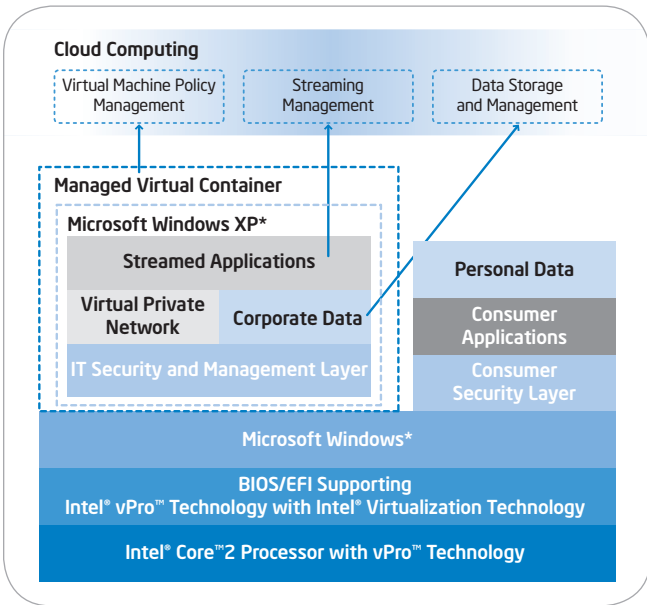 Cloud Computing
Virtual Machine Policy
Management
Streaming
Management
Data Storage
and Management
Managed Virtual Container
Microsoft Windows XP*
Streamed Applications
Virtual Private
Network
Corporate Data
IT Security and Management Layer
Personal Data
Consumer
Applications
Consumer
Security Layer
Microsoft Windows*
BIOS/EFI Supporting
Intel® vPro™ Technology with Intel® Virtualization Technology
Intel® Core™2 Processor with vPro™ Technology